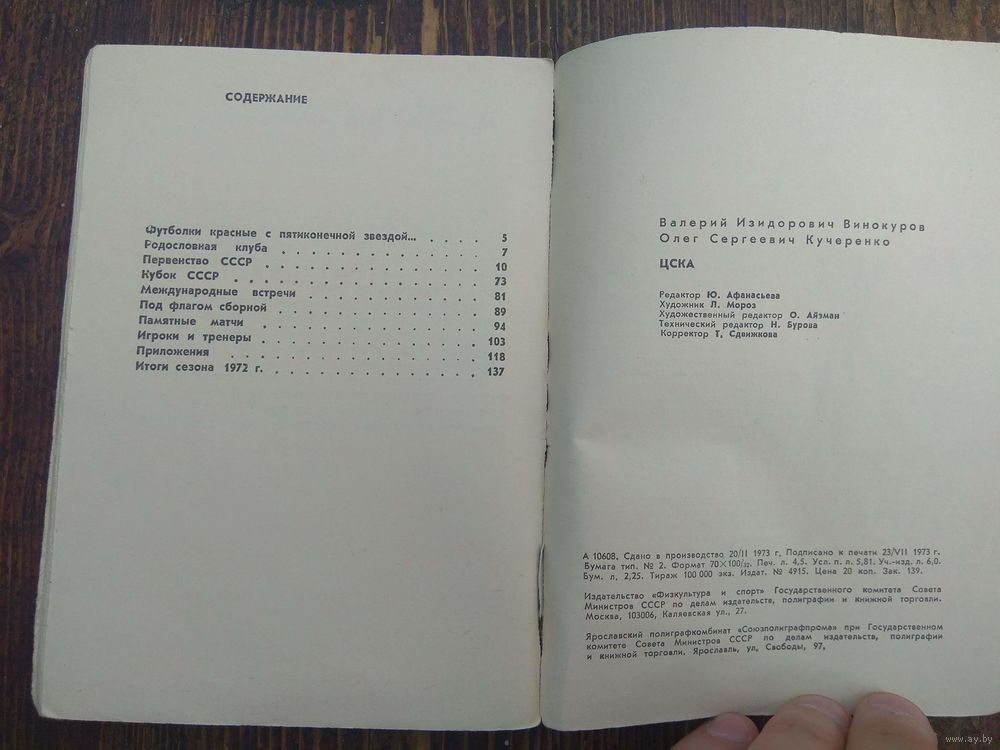 СОДЕРЖАНИЕ
Футболки красные с пятиконечной звездой... . . . . 5
Родословная клуба . . . . . . . . . . . . . 7
Первенство СССР . . . . . . . . . . . . . . 10
Кубок СССР . . . . . . . . . . . . . . . . 73
Международные встречи . . . . . . . . . . . 81
Под флагом сборной . . . . . . . . . . . . 89
Памятные матчи . . . . . . . . . . . . . . 94
Игроки и тренеры . . . . . . . . . . . . . 103
Приложения . . . . . . . . . . . . . . . . 118
Итоги сезона 1972 г. . . . . . . . . . . . . . 137
Валерий Изидорович Винокуров
Олег Сергеевич Кучеренко
ЦСКА
Редактор Ю. Афанасьева
Художник Л. Мороз
Художественный редактор О. Айзман
Технический редактор Н. Бурова
Корректор Т. Сдвижкова
А 10608. Сдано в производство 20/II 1973 г. Подписано к печати 23/VII 1973 г.
Бумага тип. № 2. Формат 70×100/32. Печ. л. 4,5. Усл. п. л. 5,81. Уч.-изд. л. 6,0.
Бум. л. 2,25. Тираж 100 000 экз. Издат. № 4915. Цена 20 коп. Зак. 139.
Издательство «Физкультура и спорт» Государственного комитета Совета
Министров СССР по делам издательств, полиграфии и книжной торговли.
Москва, 103006, Каляевская ул., 27.
Ярославский полиграфкомбинат «Союзполиграфпрома» при Государственном
комитете Совета Министров СССР по делам издательств, полиграфии
и книжной торговли. Ярославль, ул. Свободы, 97,
www.ay.by